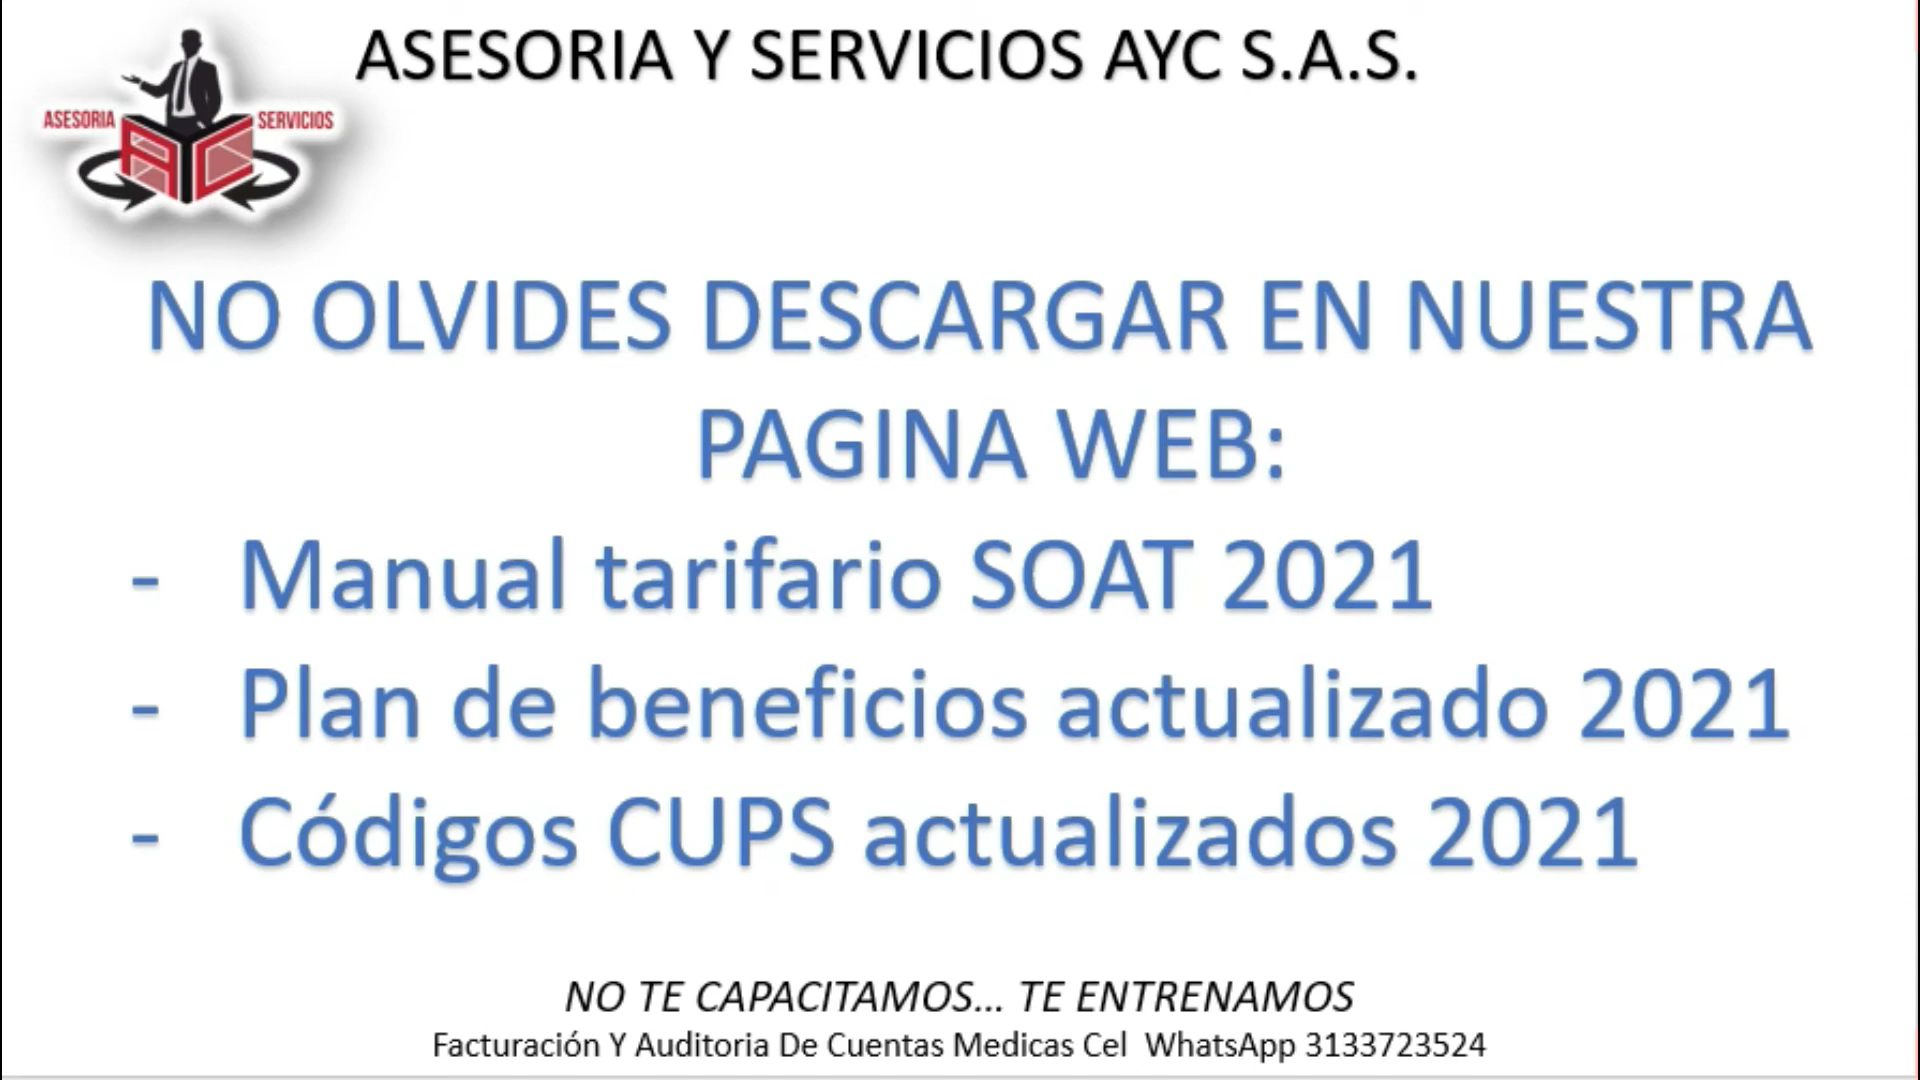 ASESORIA Y SERVICIOS AYC S.A.S.
ASESORIA SERVICIOS
AC
NO OLVIDES DESCARGAR EN NUESTRA
PAGINA WEB:
- Manual tarifario SOAT 2021
- Plan de beneficios actualizado 2021
- Códigos CUPS actualizados 2021
NO TE CAPACITAMOS... TE ENTRENAMOS
Facturación Y Auditoria De Cuentas Medicas Cel WhatsApp 3133723524